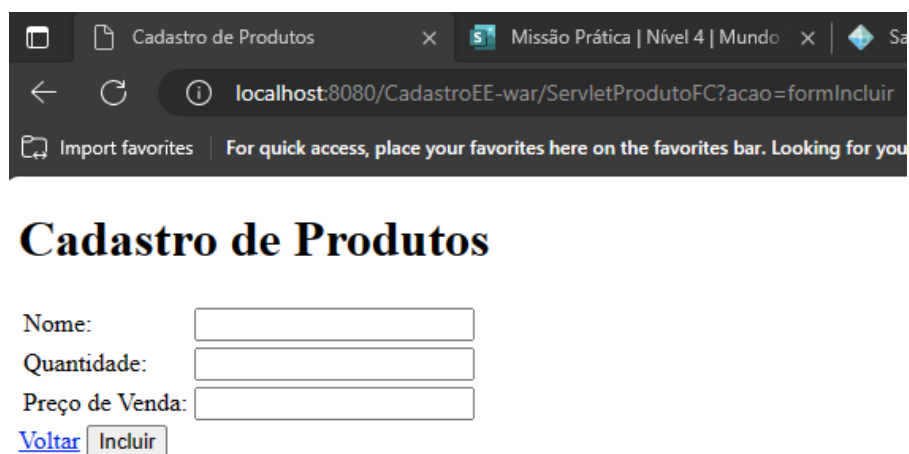 Cadastro de Produtos
Missão Prática | Nível 4 | Mundo
localhost:8080/CadastroEE-war/ServletProdutoFC?acao=formIncluir
Import favorites
For quick access, place your favorites here on the favorites bar. Looking for you
Cadastro de Produtos
Nome:
Quantidade:
Preço de Venda:
Voltar Incluir